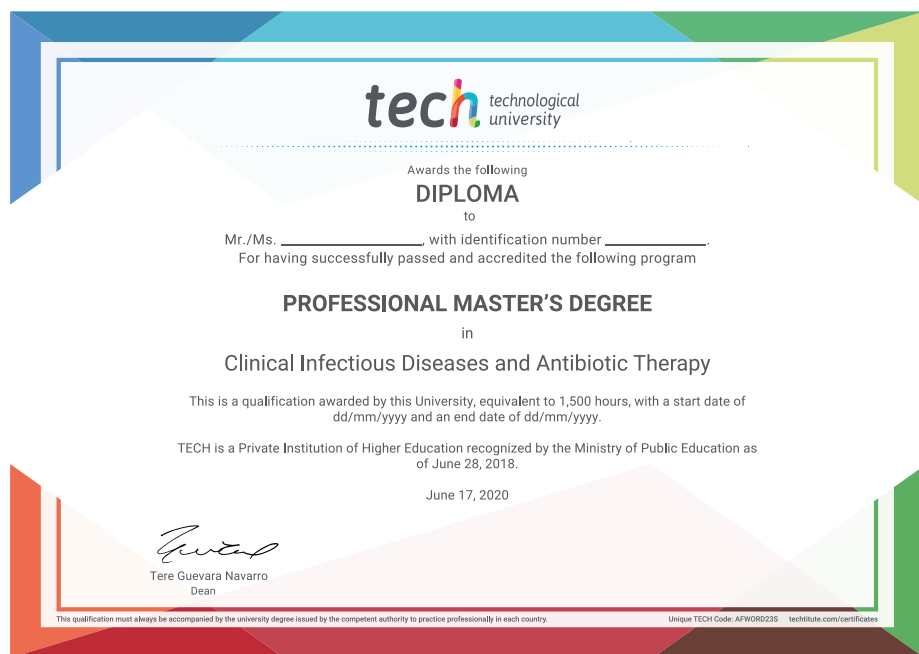 tech technological
university
Awards the following
DIPLOMA
to
Mr./Ms. ____________________, with identification number ______________.
For having successfully passed and accredited the following program
PROFESSIONAL MASTER’S DEGREE
in
Clinical Infectious Diseases and Antibiotic Therapy
This is a qualification awarded by this University, equivalent to 1,500 hours, with a start date of
dd/mm/yyyy and an end date of dd/mm/yyyy.
TECH is a Private Institution of Higher Education recognized by the Ministry of Public Education as
of June 28, 2018.
June 17, 2020
Tere Guevara Navarro
Dean
This qualification must always be accompanied by the university degree issued by the competent authority to practice professionally in each country.
Unique TECH Code: AFWORD23S techtitute.com/certificates